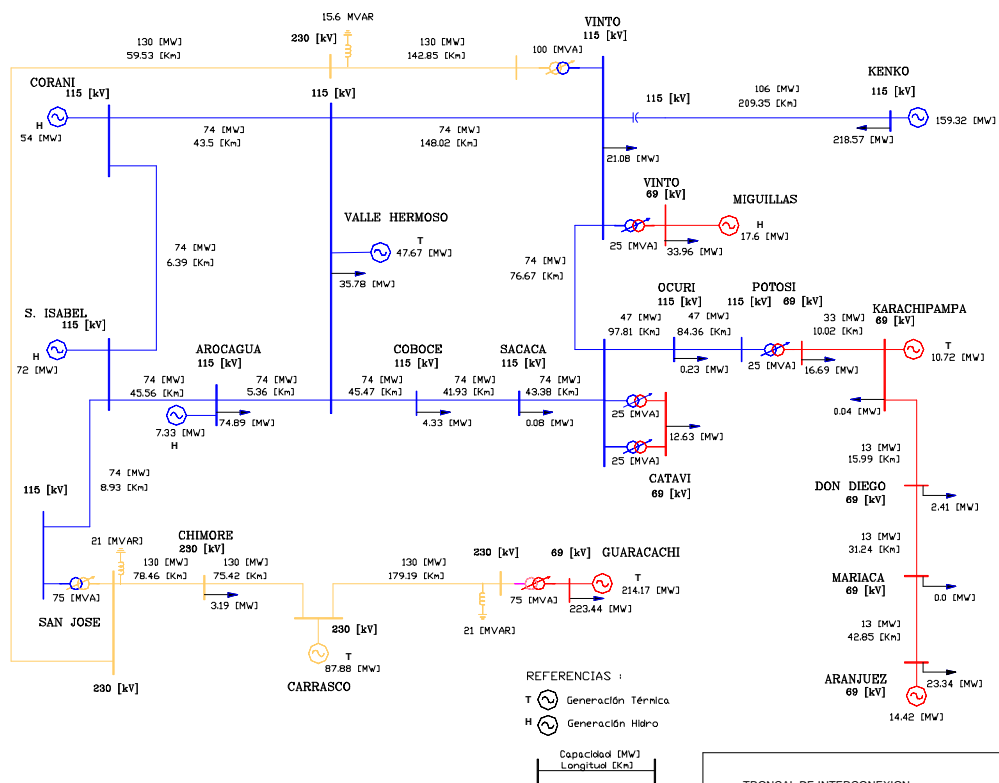 15.6 MVAR
230 [kV]
130 [MW]
59.53 [Km]
130 [MW]
142.85 [Km]
100 [MVA]
VINTO
115 [kV]
CORANI
115 [kV]
H
54 [MW]
115 [kV]
74 [MW]
43.5 [Km]
74 [MW]
148.02 [Km]
115 [kV]
106 [MW]
209.35 [Km]
KENKO
115 [kV]
159.32 [MW]
218.57 [MW]
21.08 [MW]
VINTO
69 [kV]
MIGUILLAS
H
17.6 [MW]
25 [MVA]
33.96 [MW]
VALLE HERMOSO
T
47.67 [MW]
35.78 [MW]
74 [MW]
6.39 [Km]
74 [MW]
76.67 [Km]
S. ISABEL
115 [kV]
H
72 [MW]
AROCAGUA
115 [kV]
74 [MW]
45.56 [Km]
74 [MW]
5.36 [Km]
7.33 [MW]
H
74.89 [MW]
COBOCE
115 [kV]
74 [MW]
45.47 [Km]
74 [MW]
41.93 [Km]
4.33 [MW]
SACACA
115 [kV]
74 [MW]
43.38 [Km]
0.08 [MW]
OCURI
115 [kV]
47 [MW]
97.81 [Km]
47 [MW]
84.36 [Km]
0.23 [MW]
POTOSI
115 [kV]
69 [kV]
25 [MVA]
16.69 [MW]
33 [MW]
10.02 [Km]
KARACHIPAMPA
69 [kV]
T
10.72 [MW]
0.04 [MW]
25 [MVA]
12.63 [MW]
25 [MVA]
CATAVI
69 [kV]
13 [MW]
15.99 [Km]
DON DIEGO
69 [kV]
2.41 [MW]
13 [MW]
31.24 [Km]
MARIACA
69 [kV]
0.0 [MW]
13 [MW]
42.85 [Km]
ARANJUEZ
69 [kV]
23.34 [MW]
14.42 [MW]
74 [MW]
8.93 [Km]
115 [kV]
21 [MVAR]
75 [MVA]
SAN JOSE
230 [kV]
130 [MW]
78.46 [Km]
CHIMORE
230 [kV]
130 [MW]
75.42 [Km]
3.19 [MW]
130 [MW]
179.19 [Km]
230 [kV]
T
87.88 [MW]
CARRASCO
230 [kV]
21 [MVAR]
75 [MVA]
69 [kV]
GUARACACHI
T
214.17 [MW]
223.44 [MW]
REFERENCIAS :
T Generación Térmica
H Generación Hidro
Capacidad [MW]
Longitud [Km]
TRONCAL DE INTERCONEXION